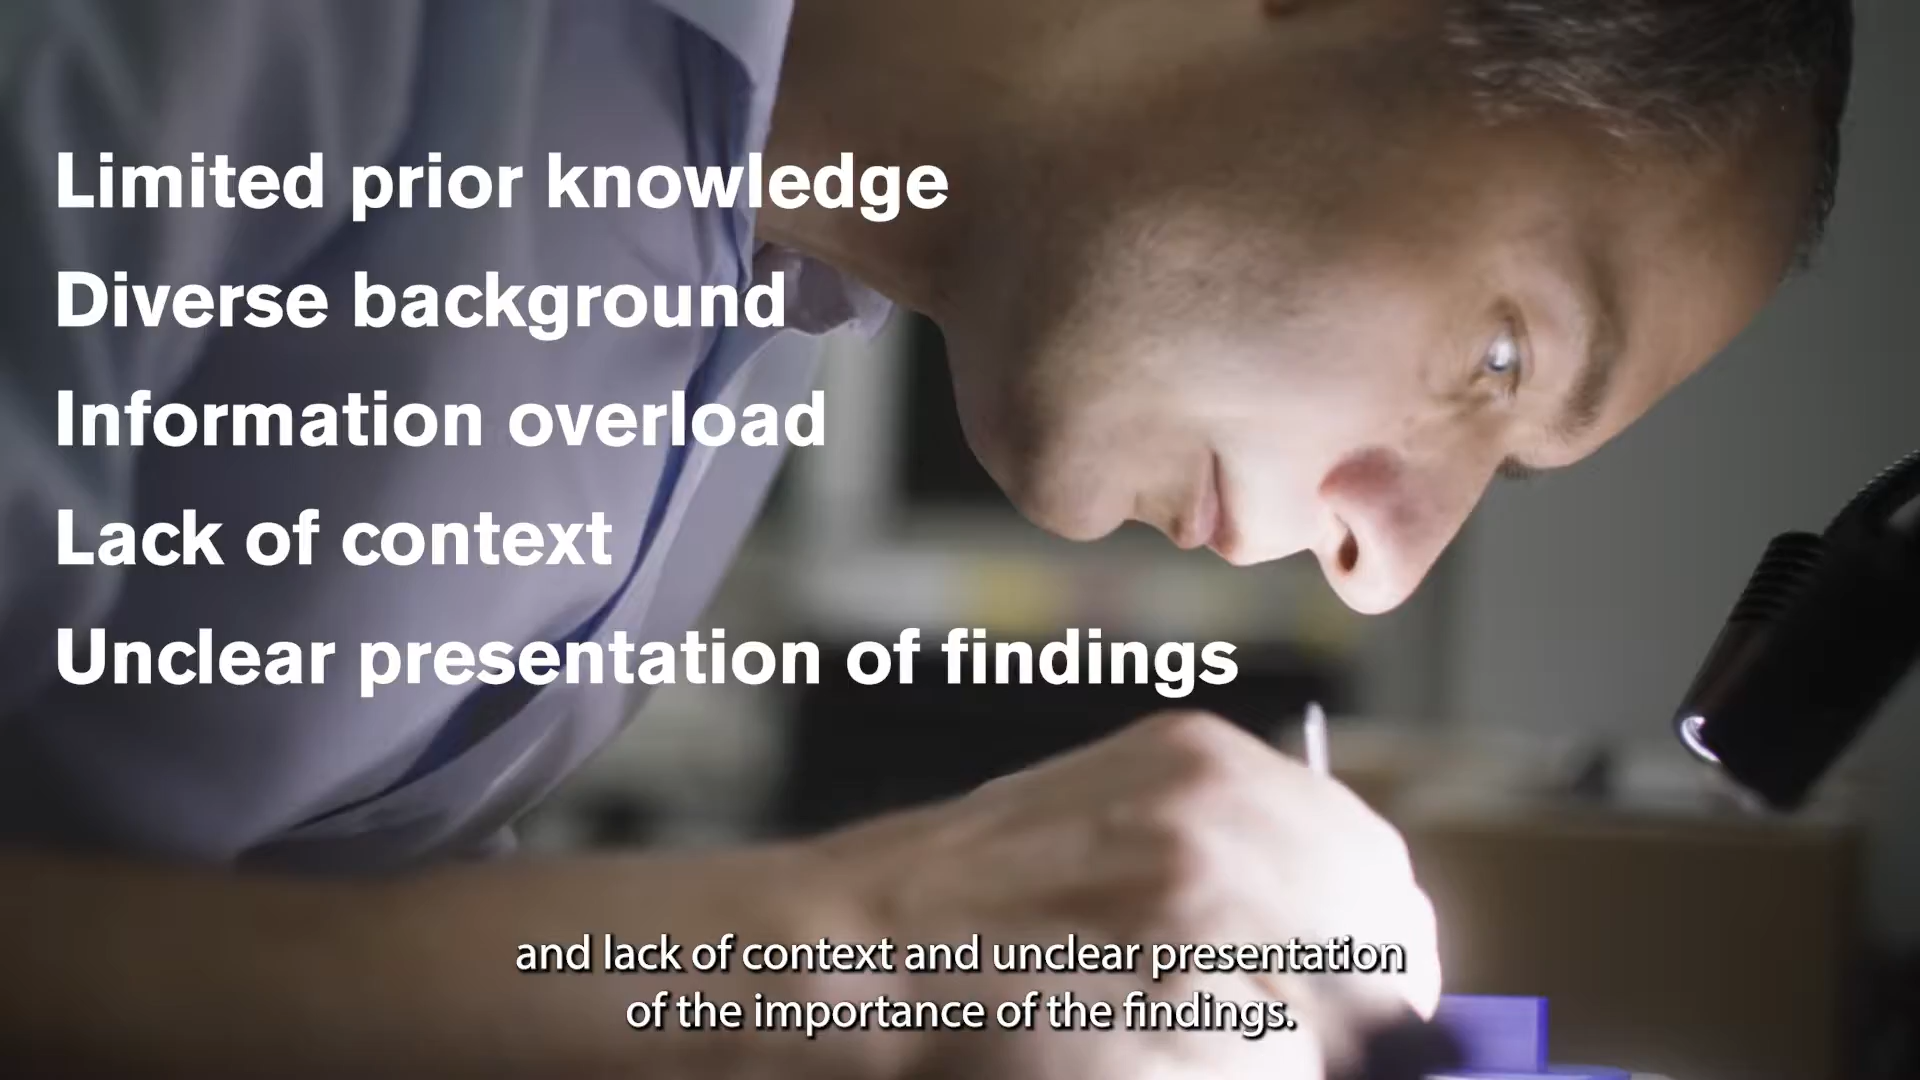 Limited prior knowledge
Diverse background
Information overload
Lack of context
Unclear presentation of findings
and lack of context and unclear presentation
of the importance of the findings.